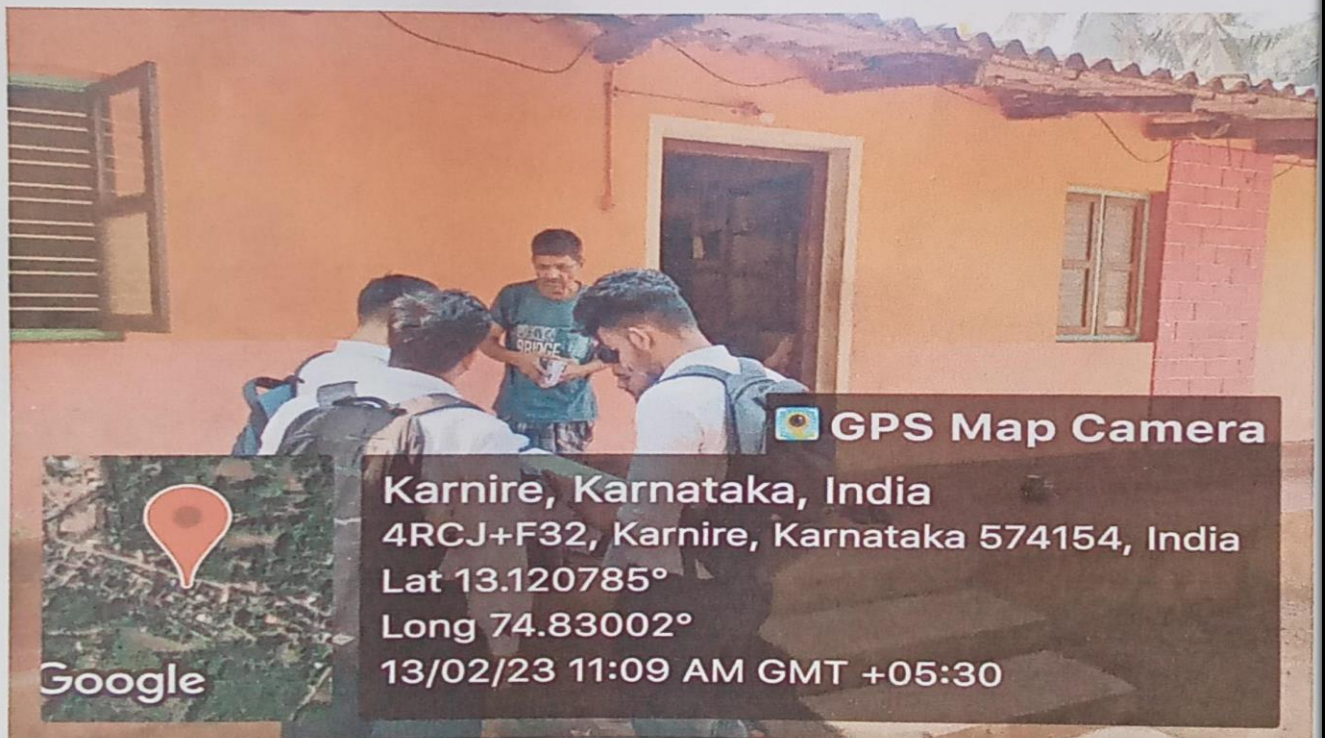 BRIDGE
GPS Map Camera
Karnire, Karnataka, India
4RCJ+F32, Karnire, Karnataka 574154, India
Lat 13.120785°
Long 74.83002°
13/02/23 11:09 AM GMT +05:30
Google